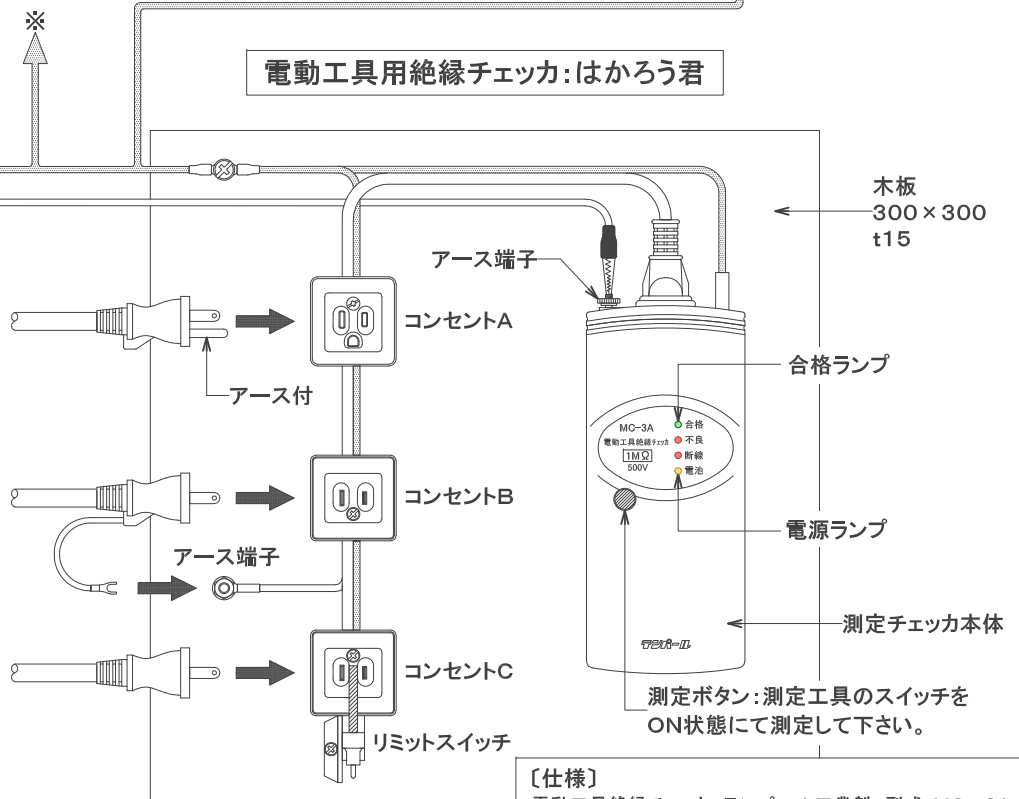 ※
電動工具用絶縁チェッカ:はかろう君
木板
300×300
t15
アース端子
コンセントA
アース付
合格ランプ
MC-3A
電動工具絶縁チェッカ
1MΩ
500V
合格
不良
断線
電池
コンセントB
アース端子
電源ランプ
測定チェッカ本体
テンパール
コンセントC
測定ボタン:測定工具のスイッチを
ON状態にて測定して下さい。
リミットスイッチ
〔仕様〕